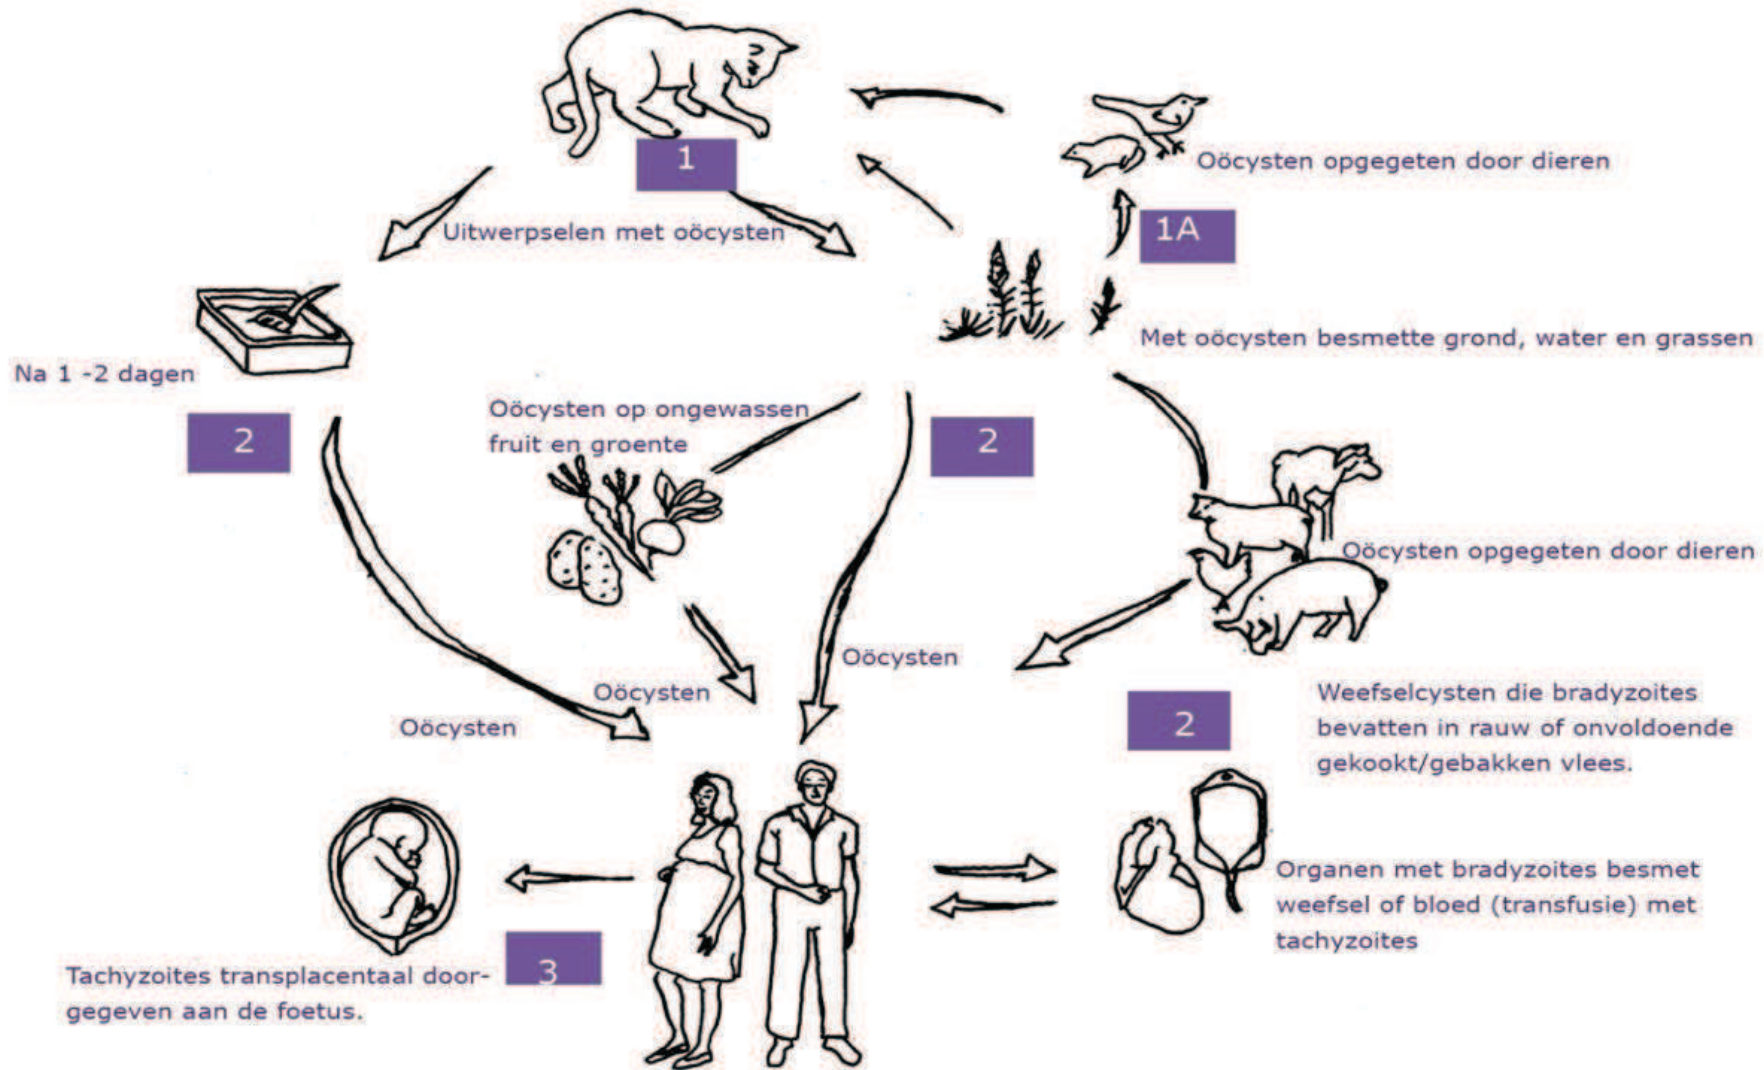 1
Oöcysten opgegeten door dieren
1A
Uitwerpselen met oöcysten
Met oöcysten besmette grond, water en grassen
Na 1 -2 dagen
2
Oöcysten op ongewassen
fruit en groente
2
Oöcysten opgegeten door dieren
Oöcysten
Oöcysten
Oöcysten
2
Weefselcysten die bradyzoites
bevatten in rauw of onvoldoende
gekookt/gebakken vlees.
Organen met bradyzoites besmet
weefsel of bloed (transfusie) met
tachyzoites
3
Tachyzoites transplacentaal door-
gegeven aan de foetus.